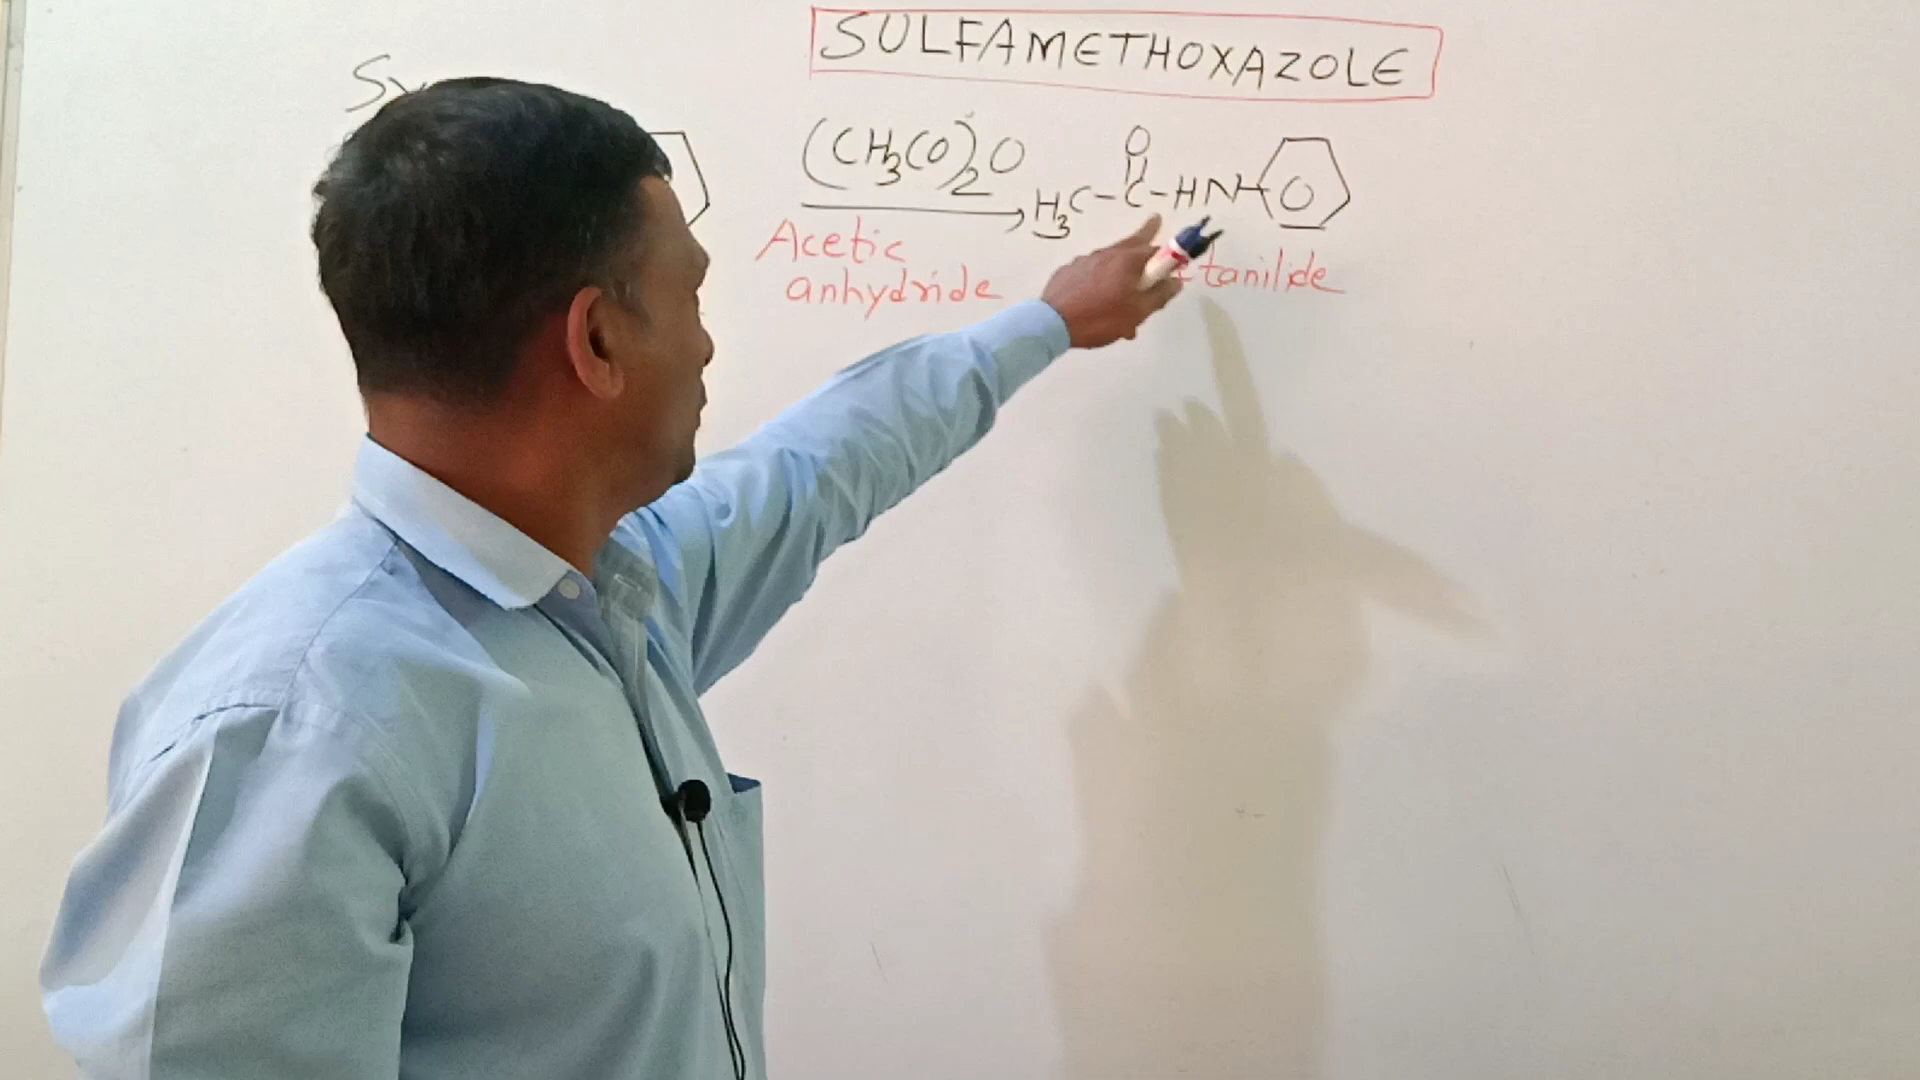 SULFAMETHOXAZOLE
(CH3CO)2O
O
H3C-C-HN
O
Acetic
anhydride